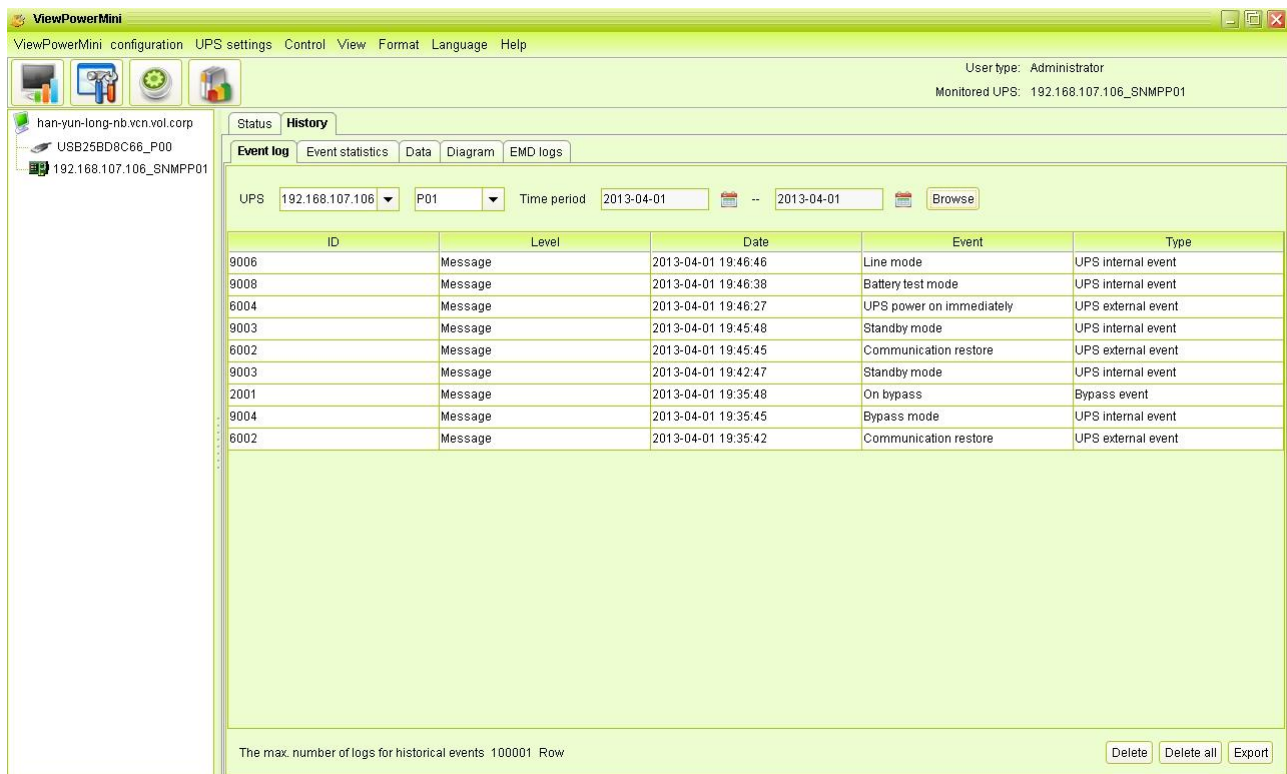 ViewPowerMini
ViewPowerMini configuration UPS settings Control View Format Language Help
User type: Administrator
Monitored UPS: 192.168.107.106_SNMPP01
han-yun-long-nb.vcn.vol.corp
USB25BD8C66_P00
192.168.107.106_SNMPP01
Status History
Event log Event statistics Data Diagram EMD logs
UPS 192.168.107.106 P01 Time period 2013-04-01 -- 2013-04-01 Browse
ID Level Date Event Type
9006 Message 2013-04-01 19:46:46 Line mode UPS internal event
9008 Message 2013-04-01 19:46:38 Battery test mode UPS internal event
6004 Message 2013-04-01 19:46:27 UPS power on immediately UPS external event
9003 Message 2013-04-01 19:45:48 Standby mode UPS internal event
6002 Message 2013-04-01 19:45:45 Communication restore UPS external event
9003 Message 2013-04-01 19:42:47 Standby mode UPS internal event
2001 Message 2013-04-01 19:35:48 On bypass Bypass event
9004 Message 2013-04-01 19:35:45 Bypass mode UPS internal event
6002 Message 2013-04-01 19:35:42 Communication restore UPS external event
The max. number of logs for historical events 100001 Row Delete Delete all Export